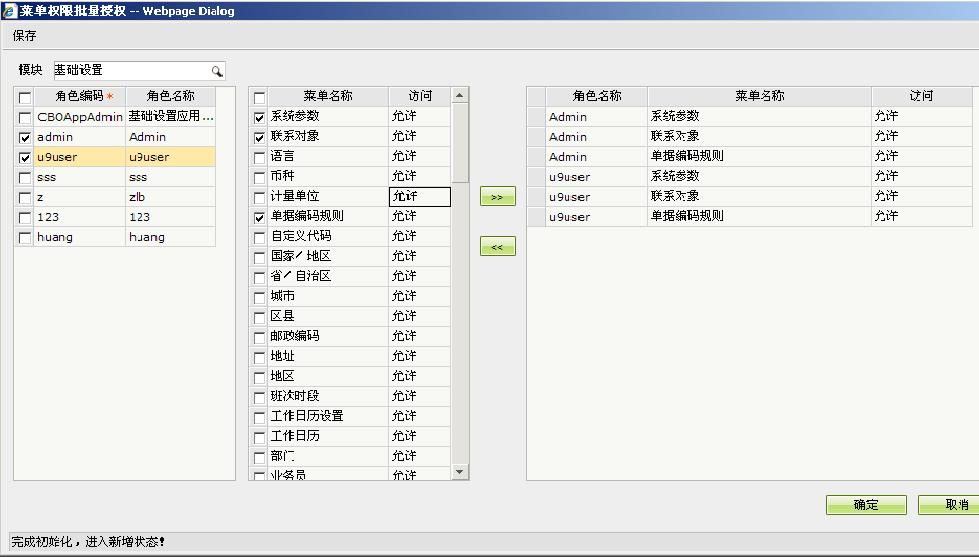 菜单权限批量授权 -- Webpage Dialog
保存
模块 基础设置
角色编码* 角色名称
CB0AppAdmin 基础设置应用...
admin Admin
u9user u9user
sss sss
z zlb
123 123
huang huang
菜单名称 访问
系统参数 允许
联系对象 允许
语言 允许
币种 允许
计量单位 允许
单据编码规则 允许
自定义代码 允许
国家/地区 允许
省/自治区 允许
城市 允许
区县 允许
邮政编码 允许
地址 允许
地区 允许
班次时段 允许
工作日历设置 允许
工作日历 允许
部门 允许
业务员 允许
>>
<<
角色名称 菜单名称 访问
Admin 系统参数 允许
Admin 联系对象 允许
Admin 单据编码规则 允许
u9user 系统参数 允许
u9user 联系对象 允许
u9user 单据编码规则 允许
确定 取消
完成初始化，进入新增状态!